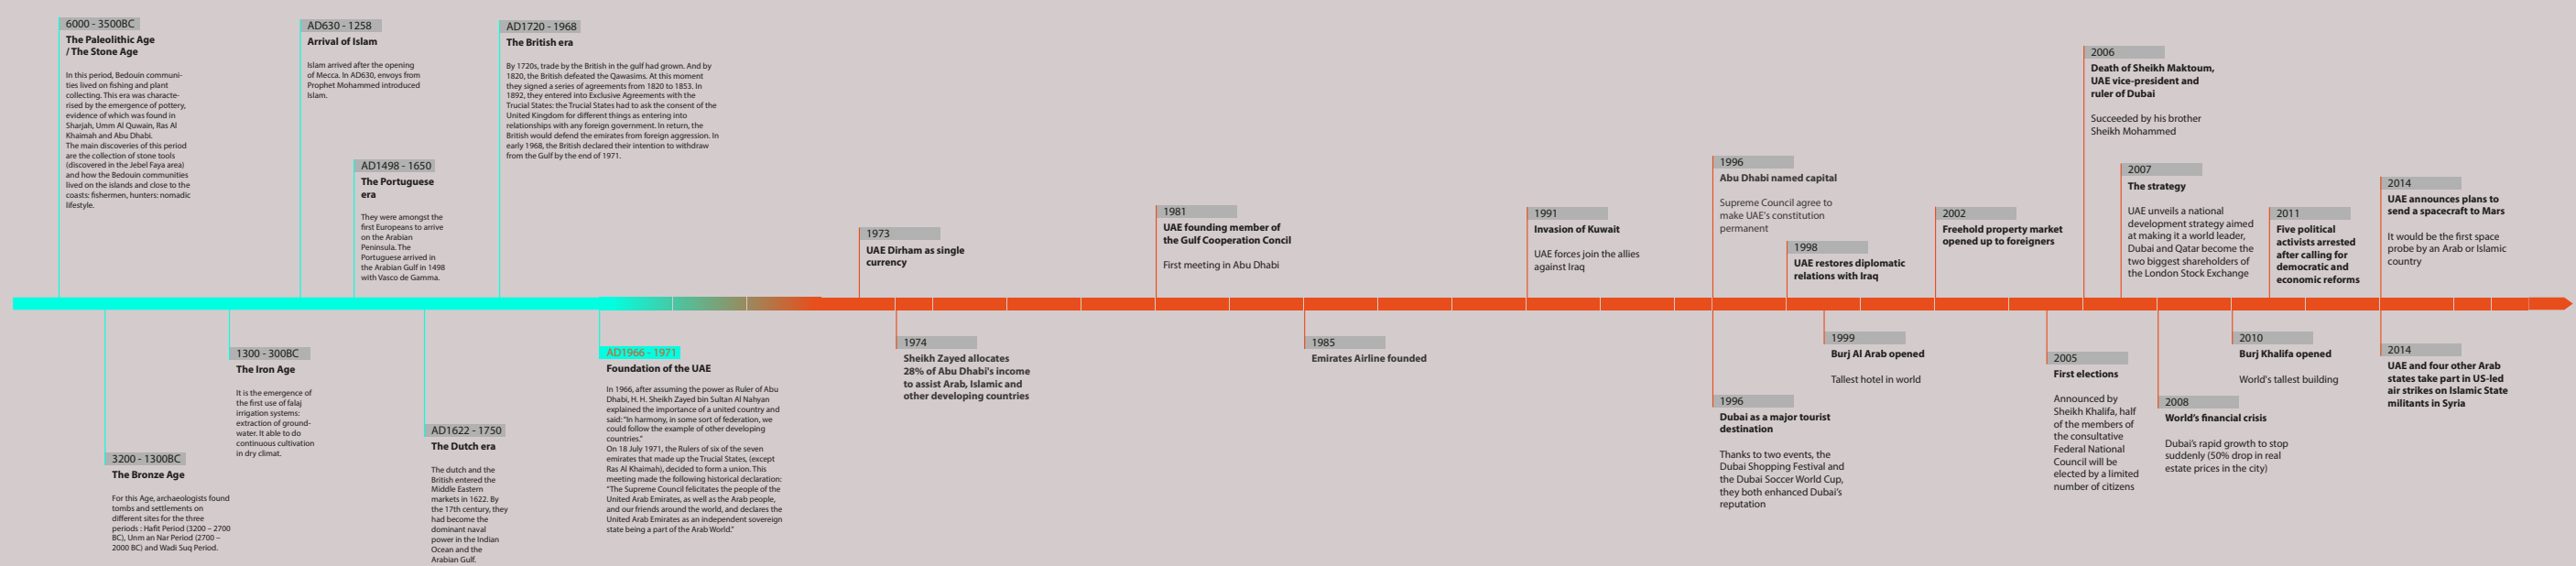 6000 - 3500BC
The Paleolithic Age
/ The Stone Age
In this period, Bedouin communi-
ties lived on fishing and plant
collecting. This era was characte-
rised by the emergence of pottery,
evidence of which was found in
Sharjah, Umm Al Quwain, Ras Al
Khaimah and Abu Dhabi.
The main discoveries of this period
are the collection of stone tools
(discovered in the Jebel Faya area)
and how the Bedouin communities
lived on the islands and close to the
coasts: fishermen, hunters: nomadic
lifestyle.
3200 - 1300BC
The Bronze Age
For this Age, archaeologists found
tombs and settlements on
different sites for the three
periods : Hafit Period (3200 – 2700
BC), Unm an Nar Period (2700 –
2000 BC) and Wadi Suq Period.
1300 - 300BC
The Iron Age
It is the emergence of
the first use of falaj
irrigation systems:
extraction of ground-
water. It able to do
continuous cultivation
in dry climat.
AD630 - 1258
Arrival of Islam
Islam arrived after the opening
of Mecca. In AD630, envoys from
Prophet Mohammed introduced
Islam.
AD1498 - 1650
The Portuguese
era
They were amongst the
first Europeans to arrive
on the Arabian
Peninsula. The
Portuguese arrived in
the Arabian Gulf in 1498
with Vasco de Gamma.
AD1622 - 1750
The Dutch era
The dutch and the
British entered the
Middle Eastern
markets in 1622. By
the 17th century, they
had become the
dominant naval
power in the Indian
Ocean and the
Arabian Gulf.
AD1720 - 1968
The British era
By 1720s, trade by the British in the gulf had grown. And by
1820, the British defeated the Qawasims. At this moment
they signed a series of agreements from 1820 to 1853. In
1892, they entered into Exclusive Agreements with the
Trucial States: the Trucial States had to ask the consent of the
United Kingdom for different things as entering into
relationships with any foreign government. In return, the
British would defend the emirates from foreign aggression. In
early 1968, the British declared their intention to withdraw
from the Gulf by the end of 1971.
AD1966 - 1971
Foundation of the UAE
In 1966, after assuming the power as Ruler of Abu
Dhabi, H. H. Sheikh Zayed bin Sultan Al Nahyan
explained the importance of a united country and
said: "In harmony, in some sort of federation, we
could follow the example of other developing
countries."
On 18 July 1971, the Rulers of six of the seven
emirates that made up the Trucial States, (except
Ras Al Khaimah), decided to form a union. This
meeting made the following historical declaration:
"The Supreme Council felicitates the people of the
United Arab Emirates, as well as the Arab people,
and our friends around the world, and declares the
United Arab Emirates as an independent sovereign
state being a part of the Arab World."
1973
UAE Dirham as single
currency
1974
Sheikh Zayed allocates
28% of Abu Dhabi's income
to assist Arab, Islamic and
other developing countries
1981
UAE founding member of
the Gulf Cooperation Concil
First meeting in Abu Dhabi
1985
Emirates Airline founded
1991
Invasion of Kuwait
UAE forces join the allies
against Iraq
1996
Abu Dhabi named capital
Supreme Council agree to
make UAE's constitution
permanent
1996
Dubai as a major tourist
destination
Thanks to two events, the
Dubai Shopping Festival and
the Dubai Soccer World Cup,
they both enhanced Dubai's
reputation
1998
UAE restores diplomatic
relations with Iraq
1999
Burj Al Arab opened
Tallest hotel in world
2002
Freehold property market
opened up to foreigners
2005
First elections
Announced by
Sheikh Khalifa, half
of the members of
the consultative
Federal National
Council will be
elected by a limited
number of citizens
2006
Death of Sheikh Maktoum,
UAE vice-president and
ruler of Dubai
Succeeded by his brother
Sheikh Mohammed
2007
The strategy
UAE unveils a national
development strategy aimed
at making it a world leader,
Dubai and Qatar become the
two biggest shareholders of
the London Stock Exchange
2008
World's financial crisis
Dubai's rapid growth to stop
suddenly (50% drop in real
estate prices in the city)
2010
Burj Khalifa opened
World's tallest building
2011
Five political
activists arrested
after calling for
democratic and
economic reforms
2014
UAE announces plans to
send a spacecraft to Mars
It would be the first space
probe by an Arab or Islamic
country
2014
UAE and four other Arab
states take part in US-led
air strikes on Islamic State
militants in Syria